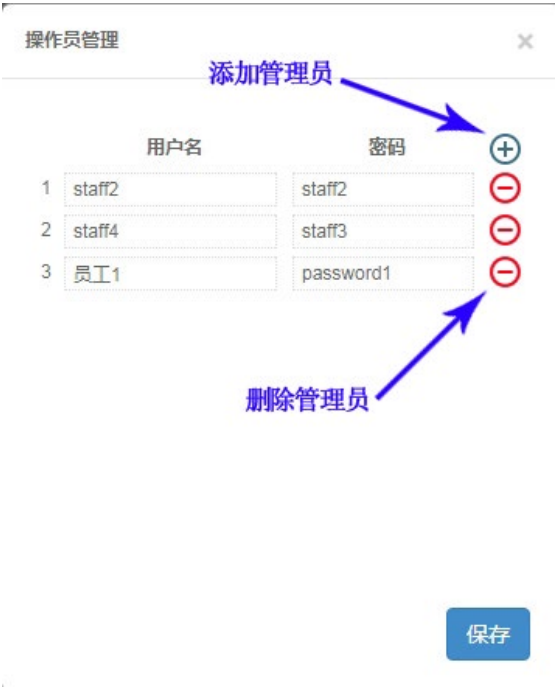 操作员管理 ×
添加管理员
用户名 密码
1 staff2 staff2
2 staff4 staff3
3 员工1 password1
删除管理员
保存